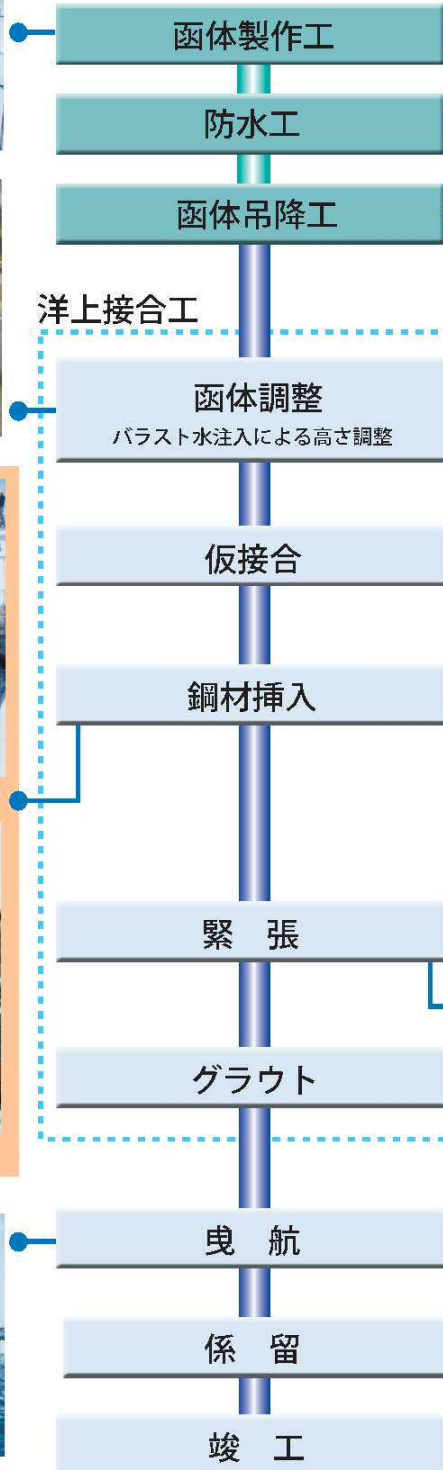 函体製作工
防水工
函体吊降工
洋上接合工
函体調整
バラスト水注入による高さ調整
仮接合
鋼材挿入
緊　張
グラウト
曳　航
係　留
竣　工